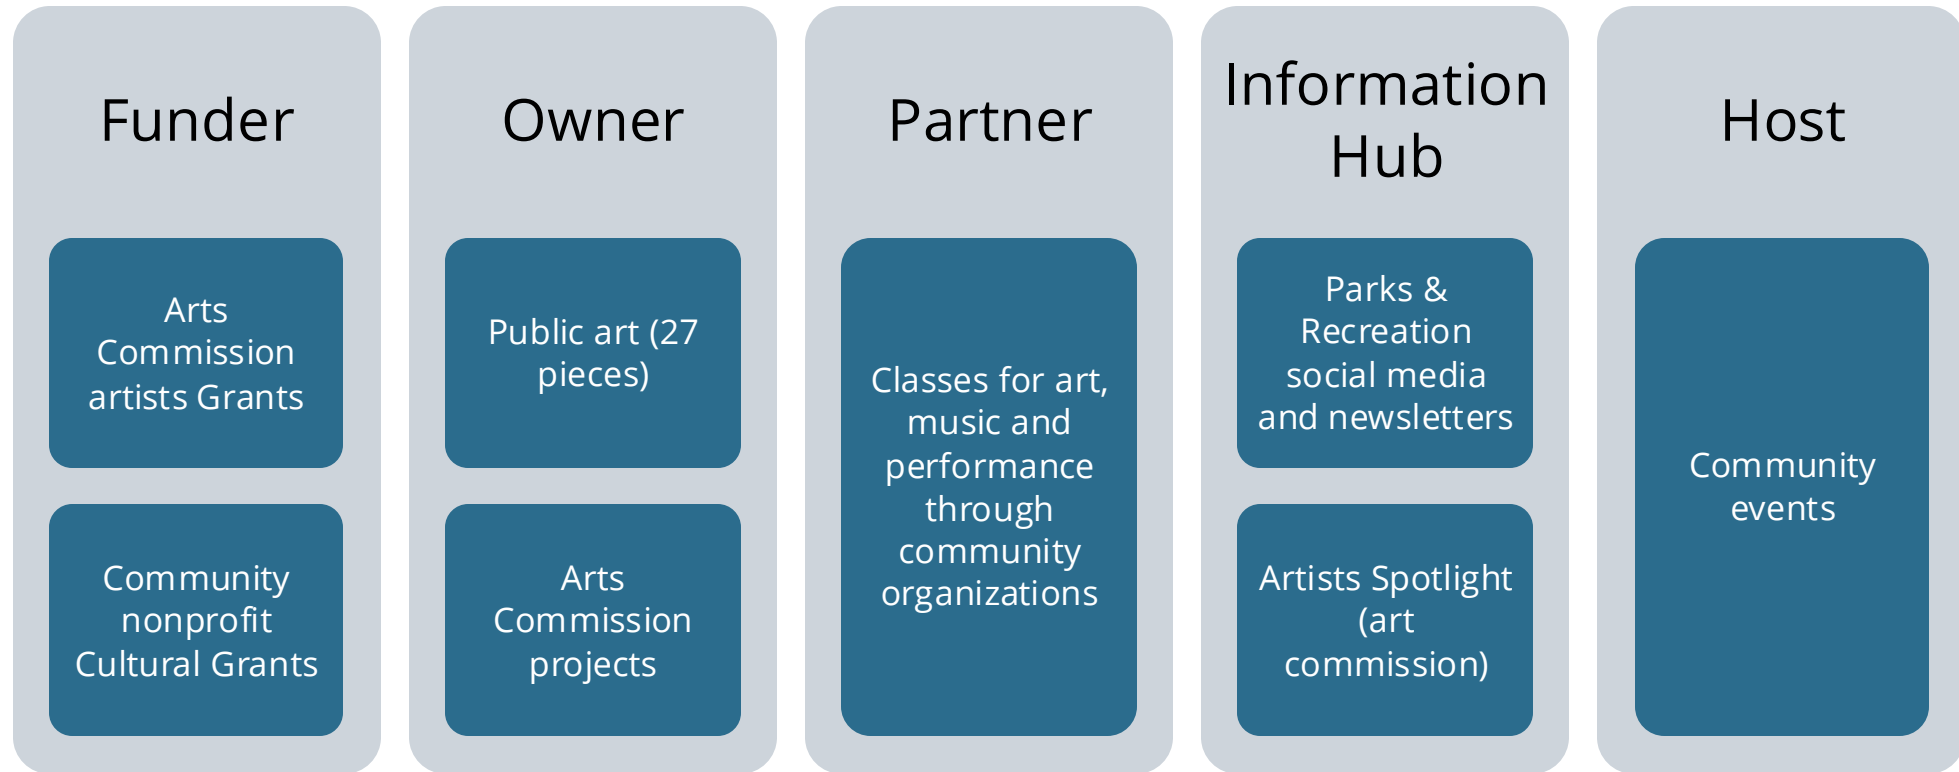 Funder
Arts
Commission
artists Grants
Community
nonprofit
Cultural Grants
Owner
Public art (27
pieces)
Arts
Commission
projects
Partner
Classes for art,
music and
performance
through
community
organizations
Information
Hub
Parks &
Recreation
social media
and newsletters
Artists Spotlight
(art
commission)
Host
Community
events